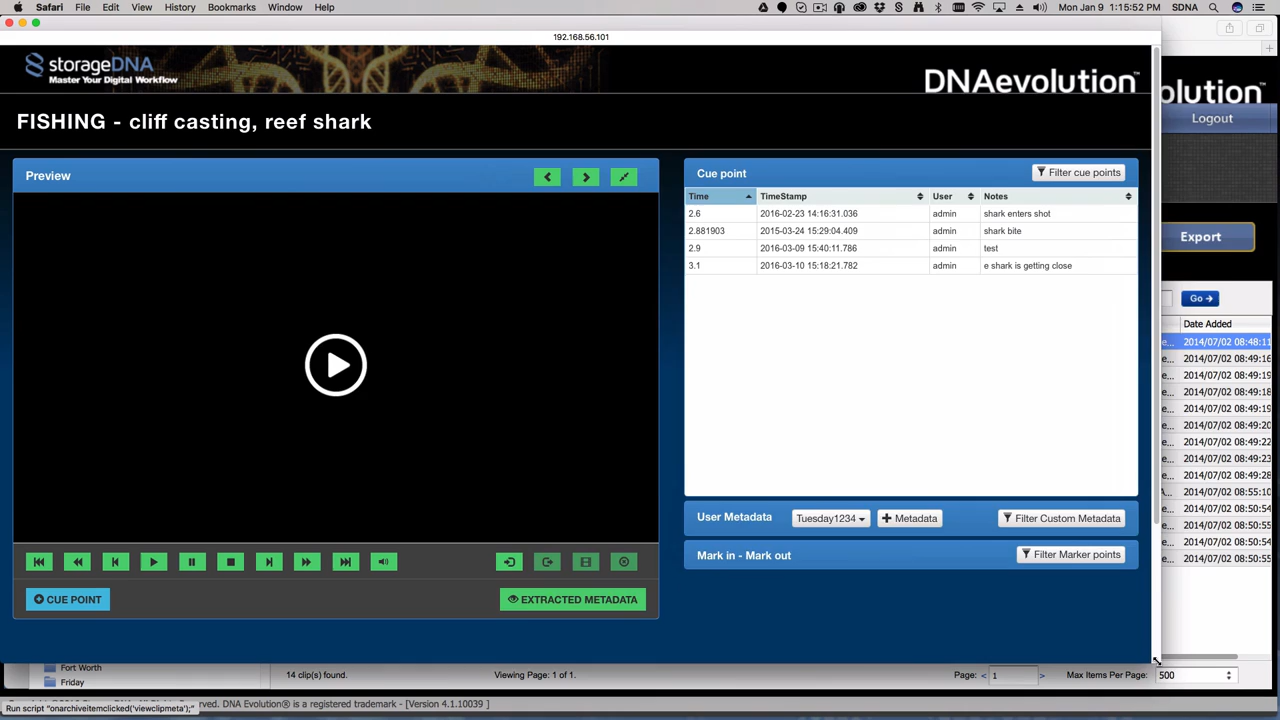 Safari File Edit View History Bookmarks Window Help Mon Jan 9 1:15:52 PM SDNA
192.168.56.101
storageDNA
Master Your Digital Workflow
DNAevolution™
olution™
Logout
FISHING - cliff casting, reef shark
Preview
Cue point
Filter cue points
Time TimeStamp User Notes
2.6 2016-02-23 14:16:31.036 admin shark enters shot
2.881903 2015-03-24 15:29:04.409 admin shark bite
2.9 2016-03-09 15:40:11.786 admin test
3.1 2016-03-10 15:18:21.782 admin e shark is getting close
Export
Go
Date Added
e... 2014/07/02 08:48:11
e... 2014/07/02 08:49:16
e... 2014/07/02 08:49:19
e... 2014/07/02 08:49:18
e... 2014/07/02 08:49:19
e... 2014/07/02 08:49:20
e... 2014/07/02 08:49:22
e... 2014/07/02 08:49:23
e... 2014/07/02 08:49:28
A... 2014/07/02 08:55:10
e... 2014/07/02 08:50:54
e... 2014/07/02 08:50:54
e... 2014/07/02 08:50:55
e... 2014/07/02 08:50:55
User Metadata Tuesday1234 Metadata Filter Custom Metadata
Mark in - Mark out Filter Marker points
CUE POINT
EXTRACTED METADATA
Fort Worth
Friday
14 clip(s) found. Viewing Page: 1 of 1. Page: < 1 > Max Items Per Page: 500
Run script "onarchiveitemclicked('viewclipmeta');"
rved. DNA Evolution® is a registered trademark - [Version 4.1.10039 ]